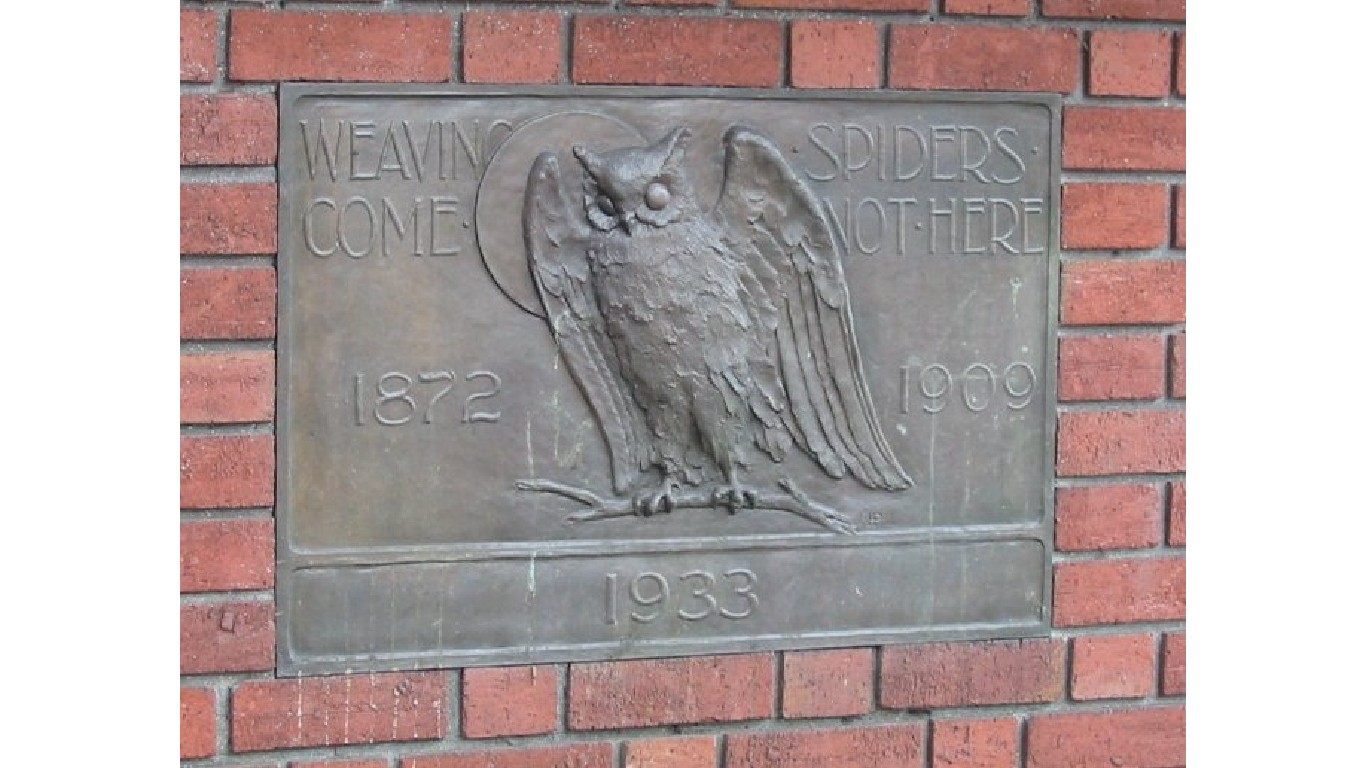 WEAVING · SPIDERS ·
COME · NOT · HERE
1872 1909
1933